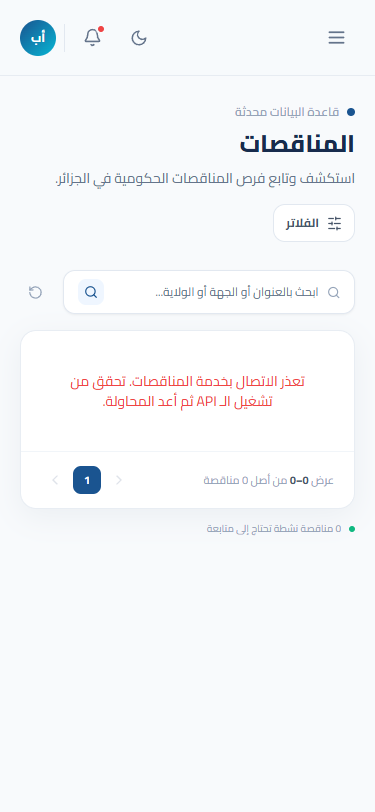 أب
قاعدة البيانات محدثة
المناقصات
استكشف وتابع فرص المناقصات الحكومية في الجزائر.
الفلاتر
ابحث بالعنوان أو الجهة أو الولاية...
تعذر الاتصال بخدمة المناقصات. تحقق من
تشغيل الـ API ثم أعد المحاولة.
عرض 0–0 من أصل 0 مناقصة
1
0 مناقصة نشطة تحتاج إلى متابعة